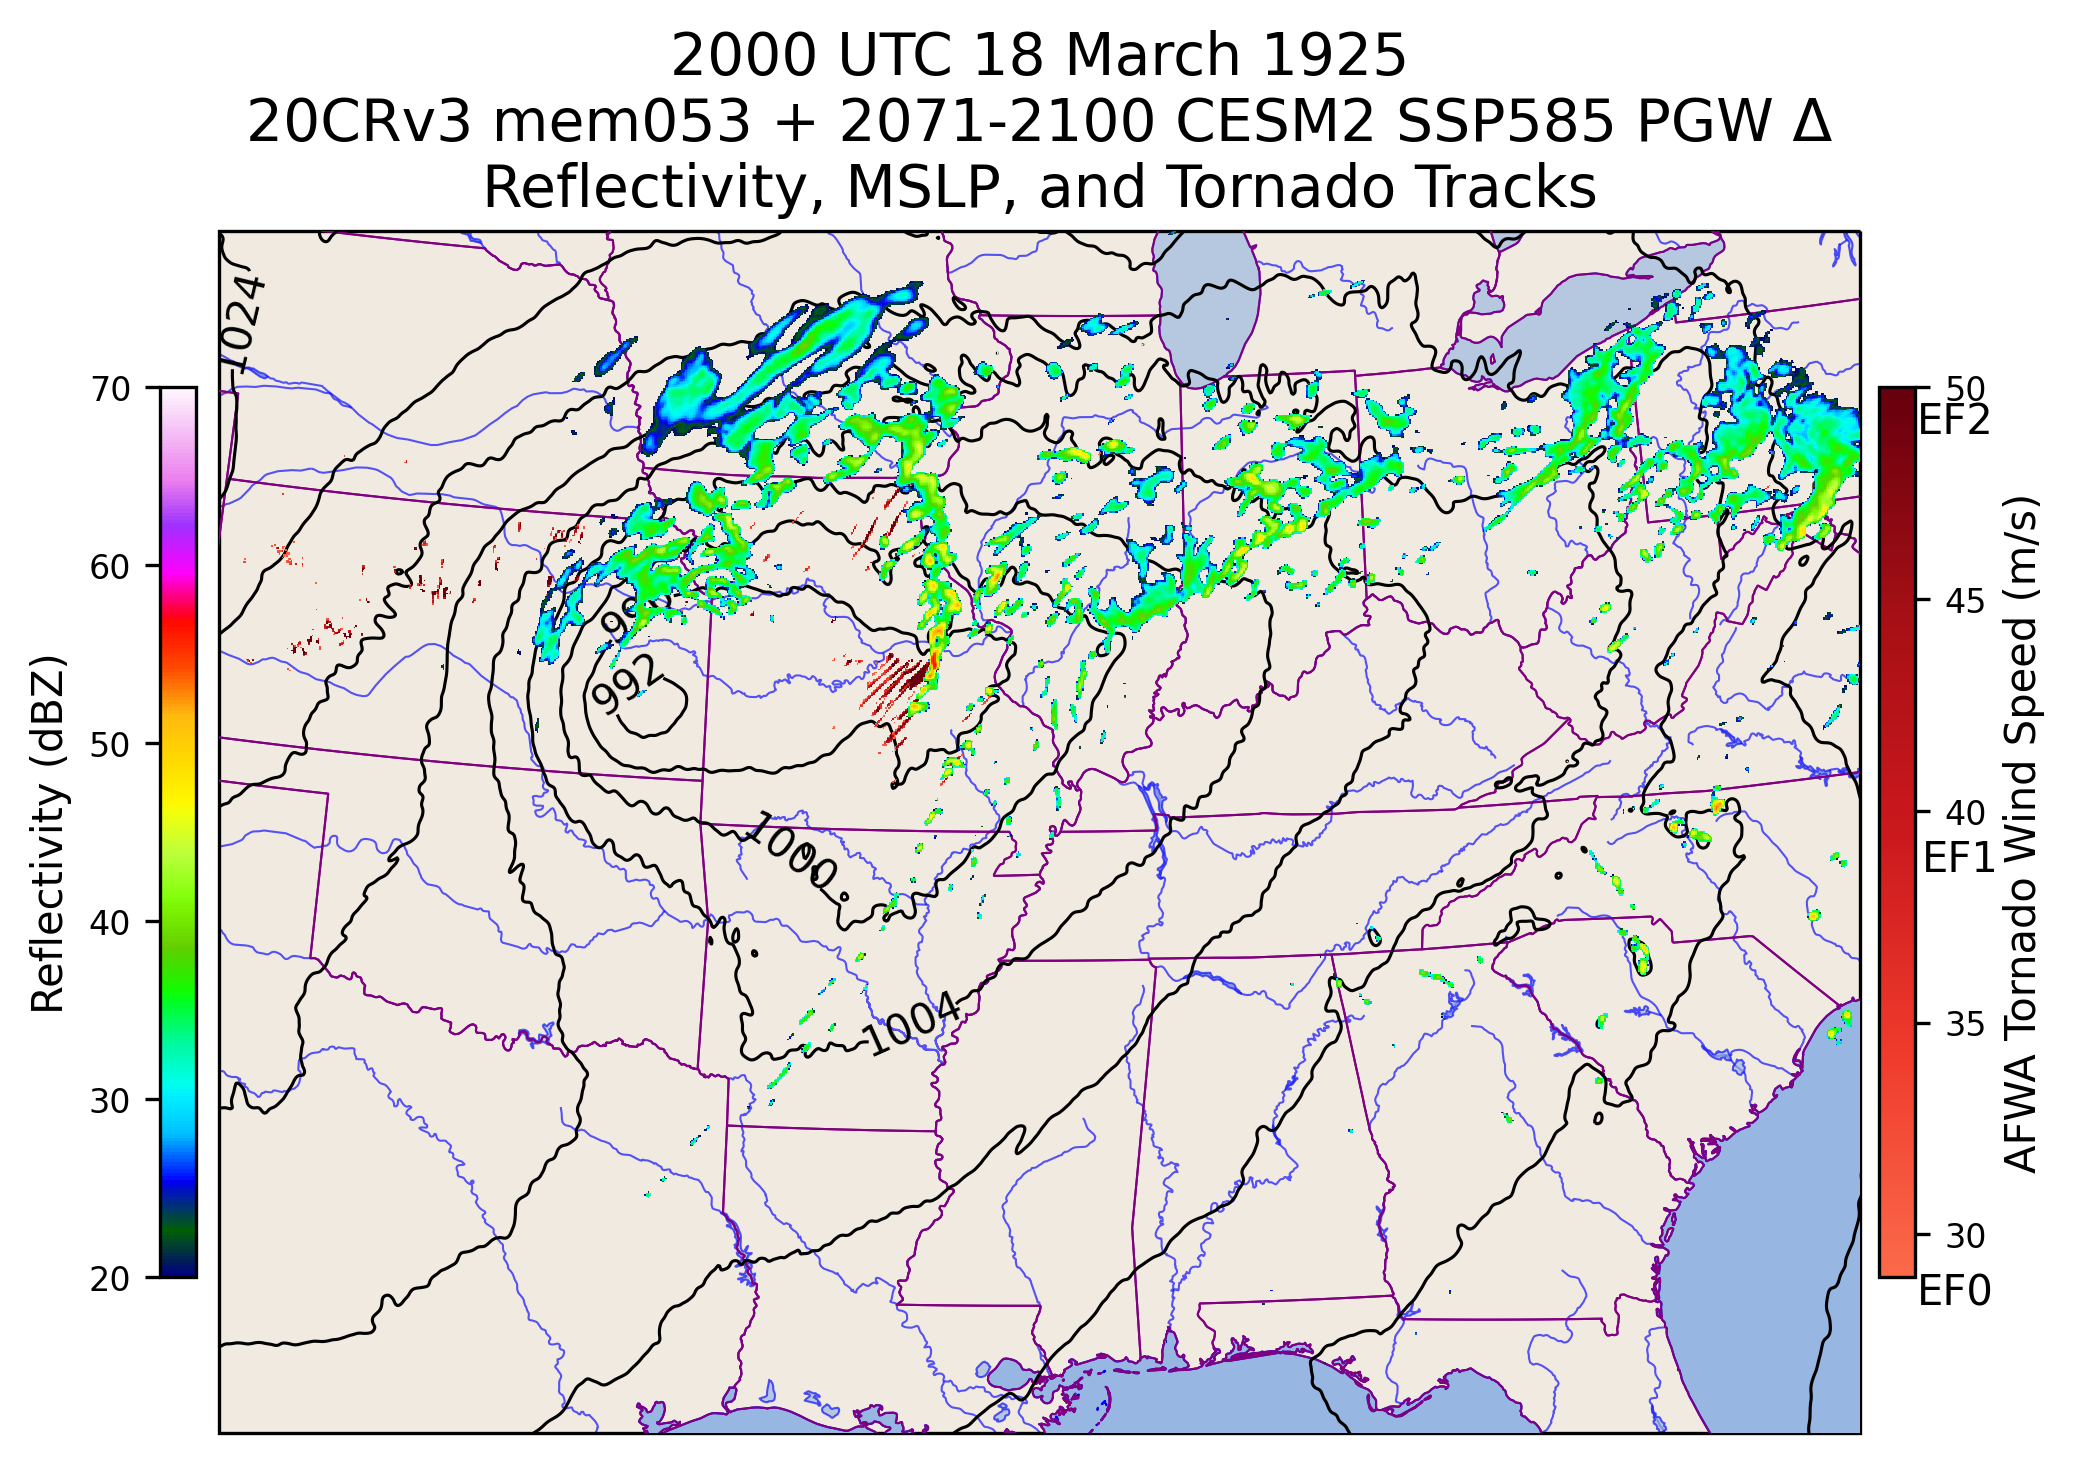 2000 UTC 18 March 1925
20CRv3 mem053 + 2071-2100 CESM2 SSP585 PGW Δ
Reflectivity, MSLP, and Tornado Tracks
1024
992
1000
1004
Reflectivity (dBZ)
70
60
50
40
30
20
50
EF2
45
40
EF1
35
30
EF0
AFWA Tornado Wind Speed (m/s)